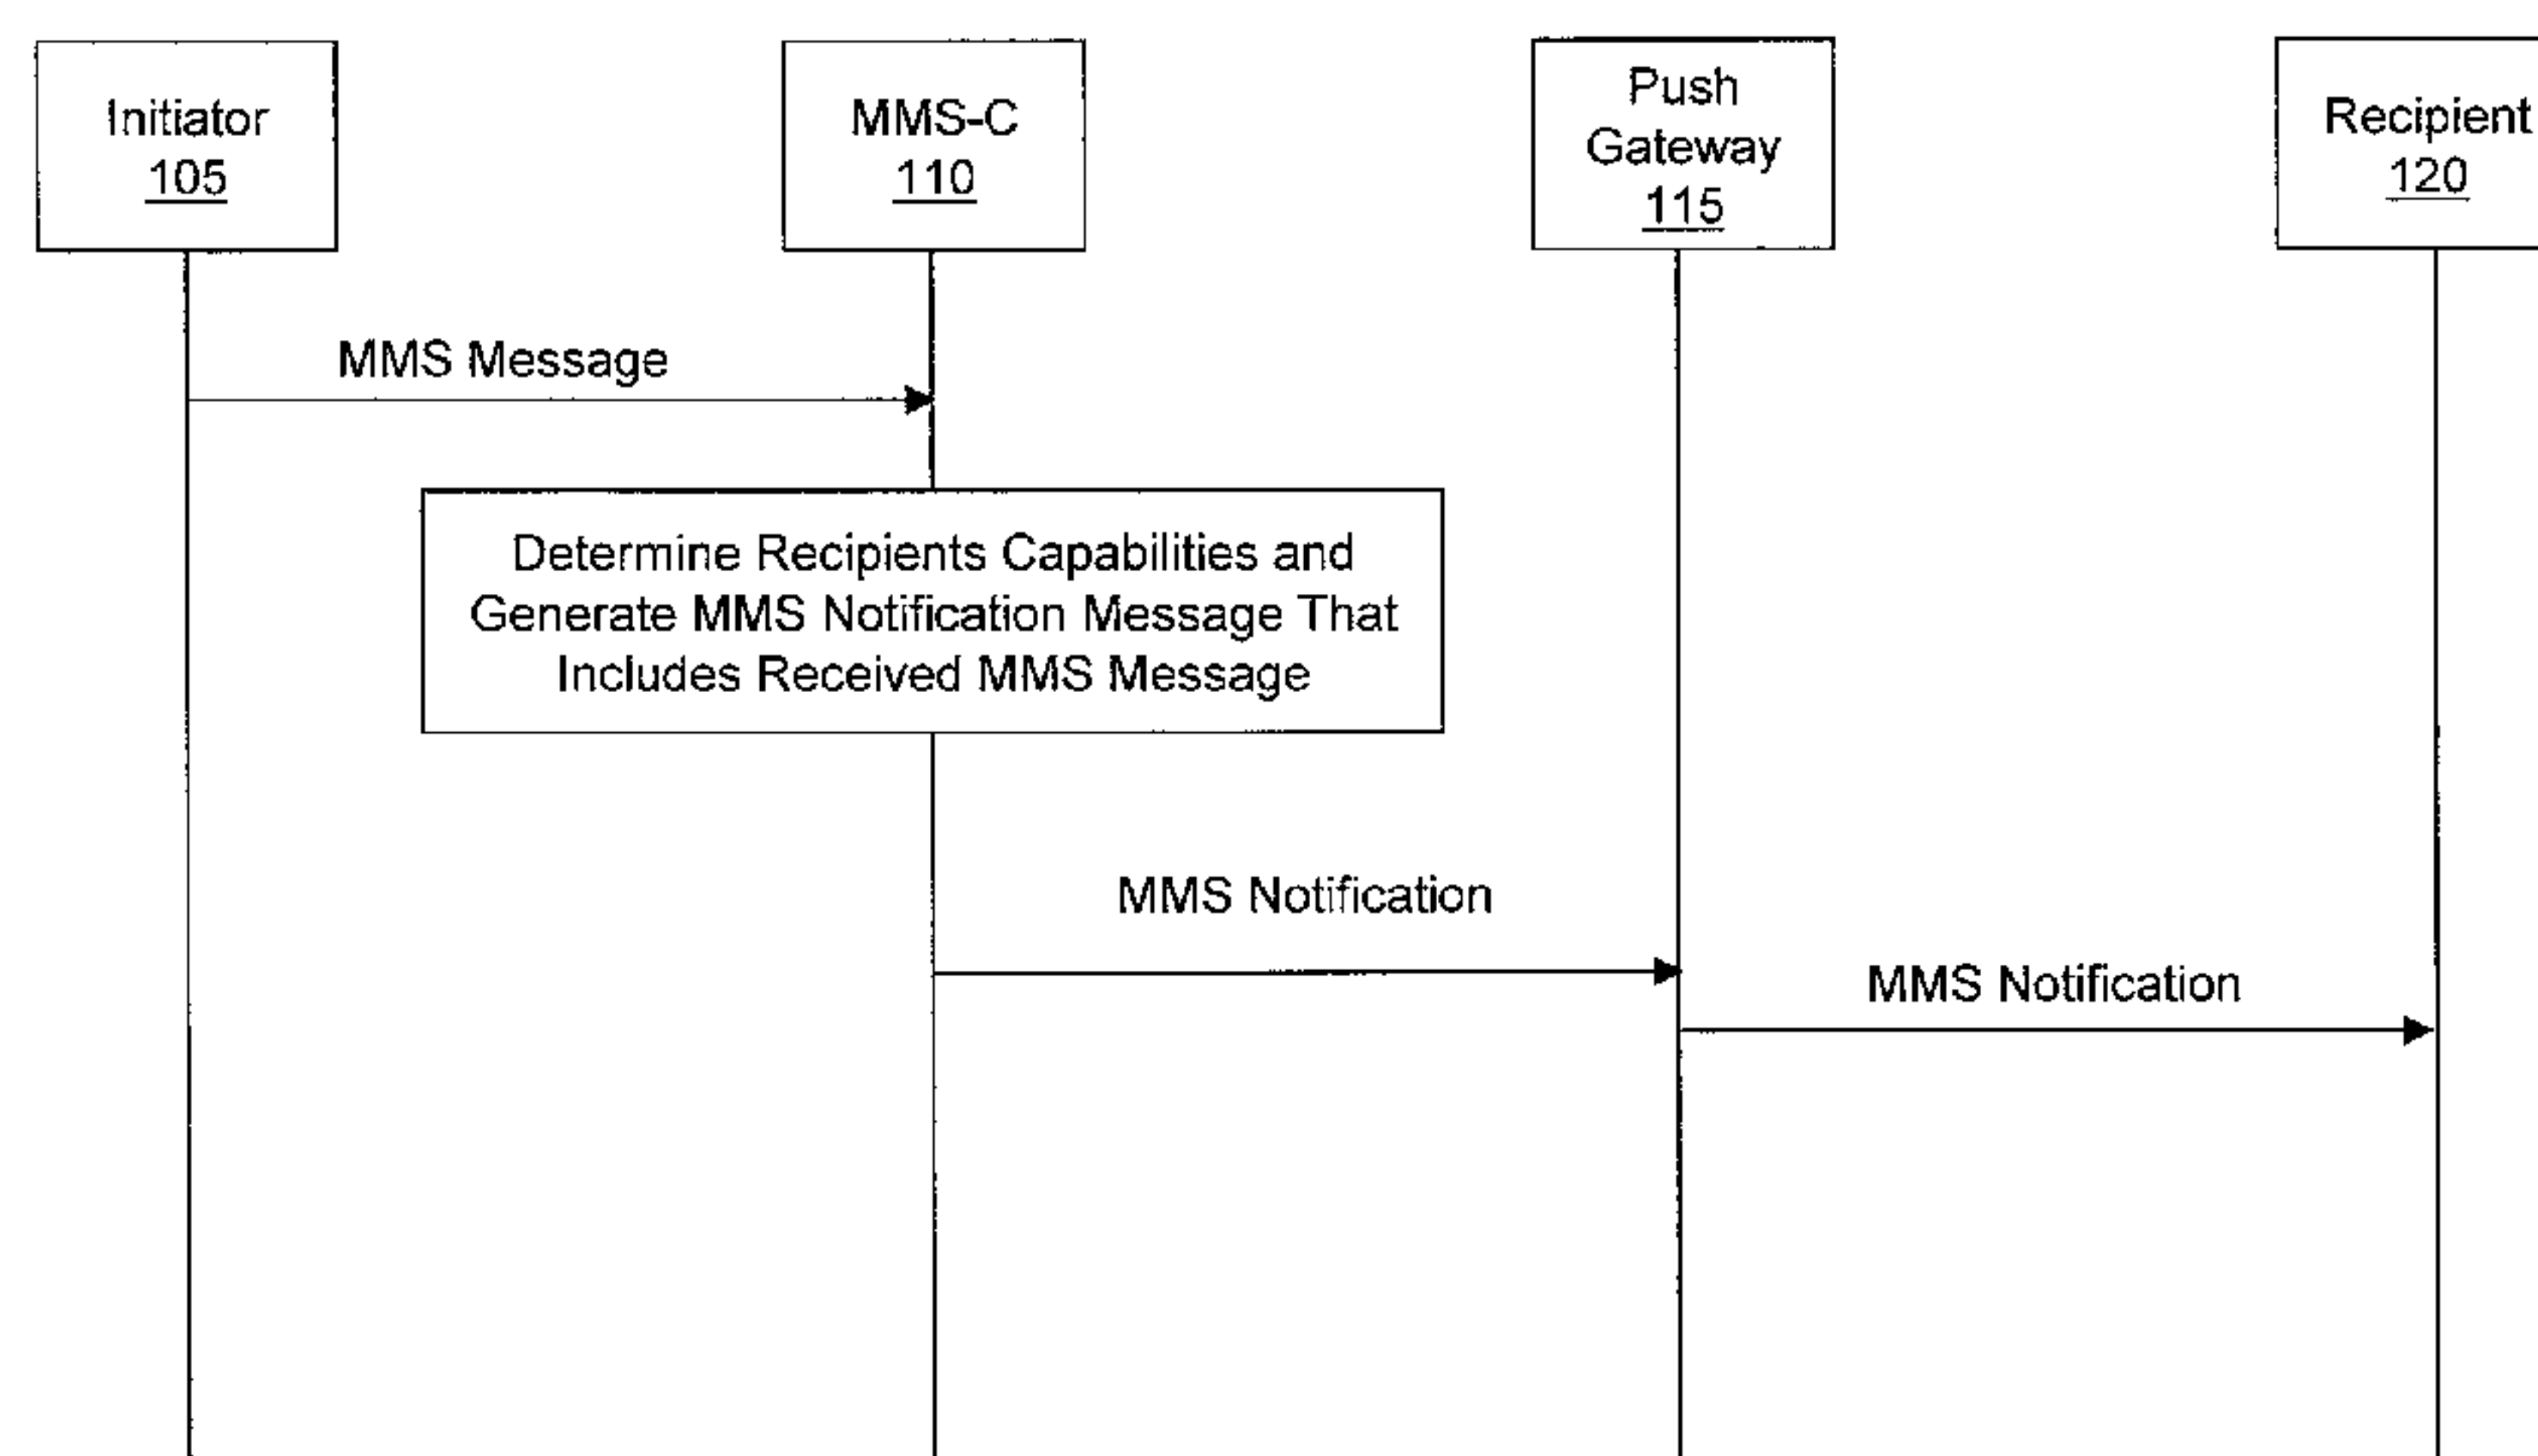 Initiator
105
MMS-C
110
Push
Gateway
115
Recipient
120
MMS Message
Determine Recipients Capabilities and
Generate MMS Notification Message That
Includes Received MMS Message
MMS Notification
MMS Notification